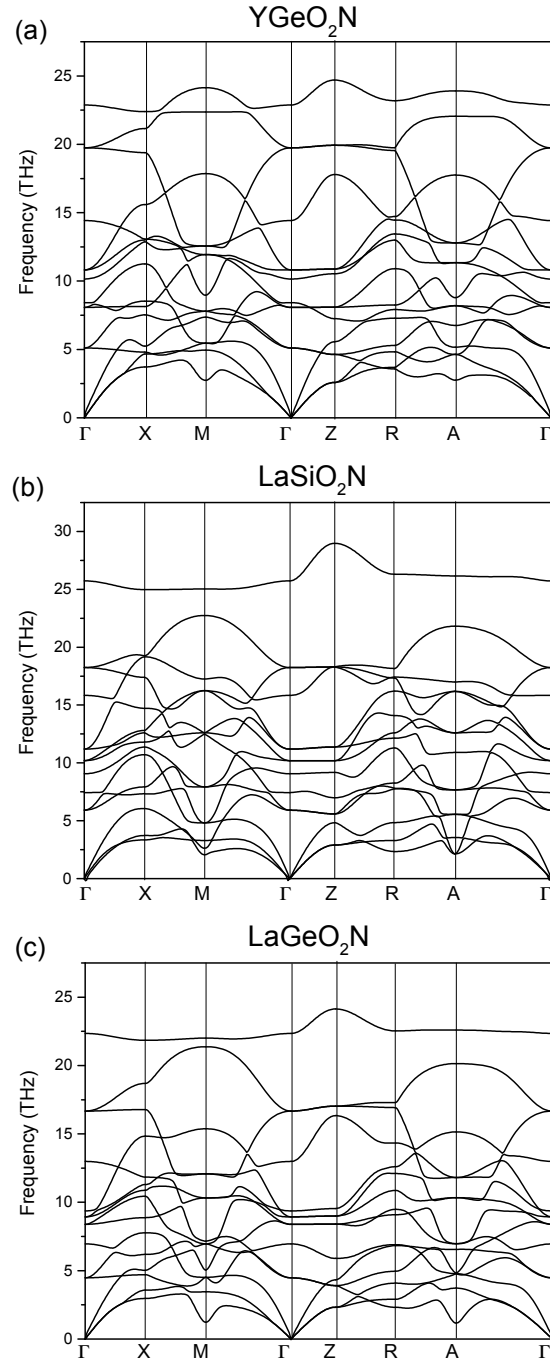 (a) YGeO₂N
25
20
15
10
5
0
Frequency (THz)
Γ X M Γ Z R A Γ
(b) LaSiO₂N
30
25
20
15
10
5
0
Frequency (THz)
Γ X M Γ Z R A Γ
(c) LaGeO₂N
25
20
15
10
5
0
Frequency (THz)
Γ X M Γ Z R A Γ